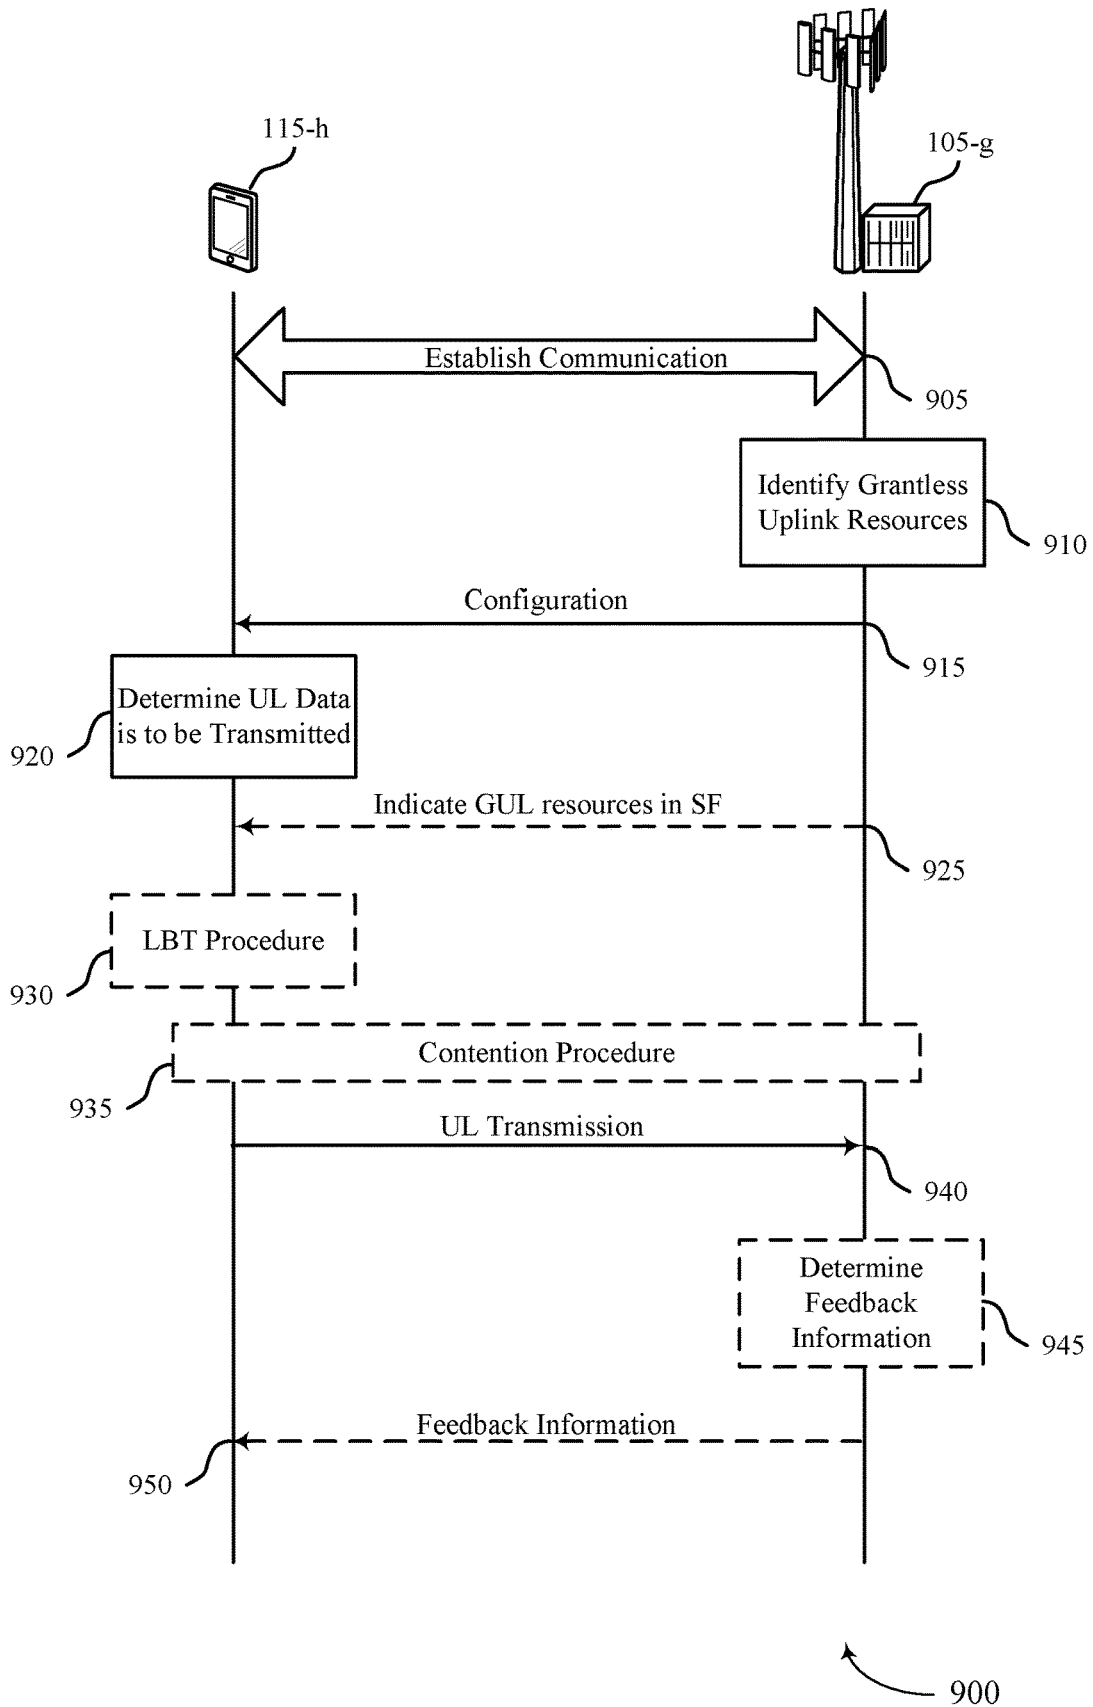 115-h
105-g
Establish Communication
905
Identify Grantless
Uplink Resources
910
Configuration
915
Determine UL Data
is to be Transmitted
920
Indicate GUL resources in SF
925
LBT Procedure
930
Contention Procedure
935
UL Transmission
940
Determine
Feedback
Information
945
Feedback Information
950
900